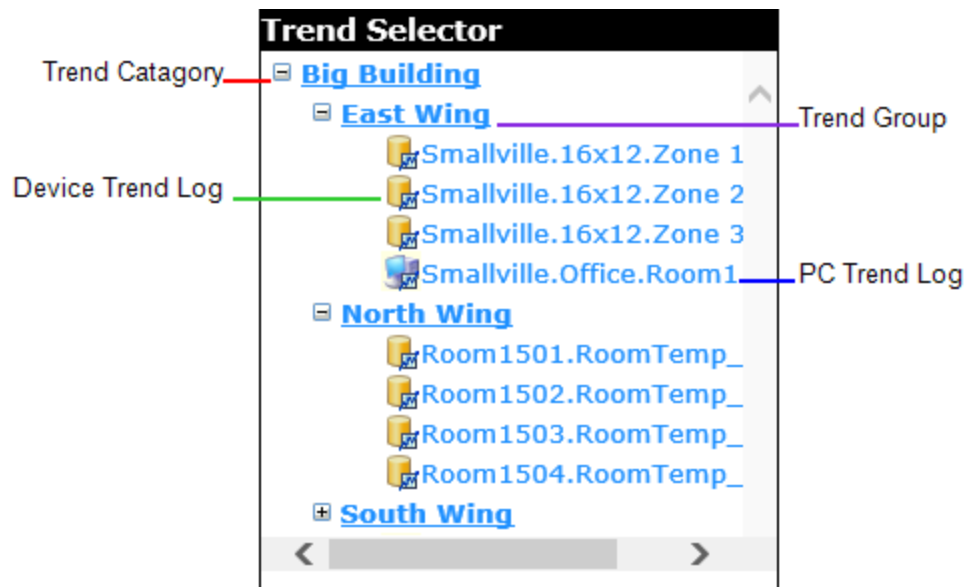 Trend Selector
Trend Catagory
Big Building
East Wing
Trend Group
Smallville.16x12.Zone 1
Device Trend Log
Smallville.16x12.Zone 2
Smallville.16x12.Zone 3
Smallville.Office.Room1
PC Trend Log
North Wing
Room1501.RoomTemp_
Room1502.RoomTemp_
Room1503.RoomTemp_
Room1504.RoomTemp_
South Wing